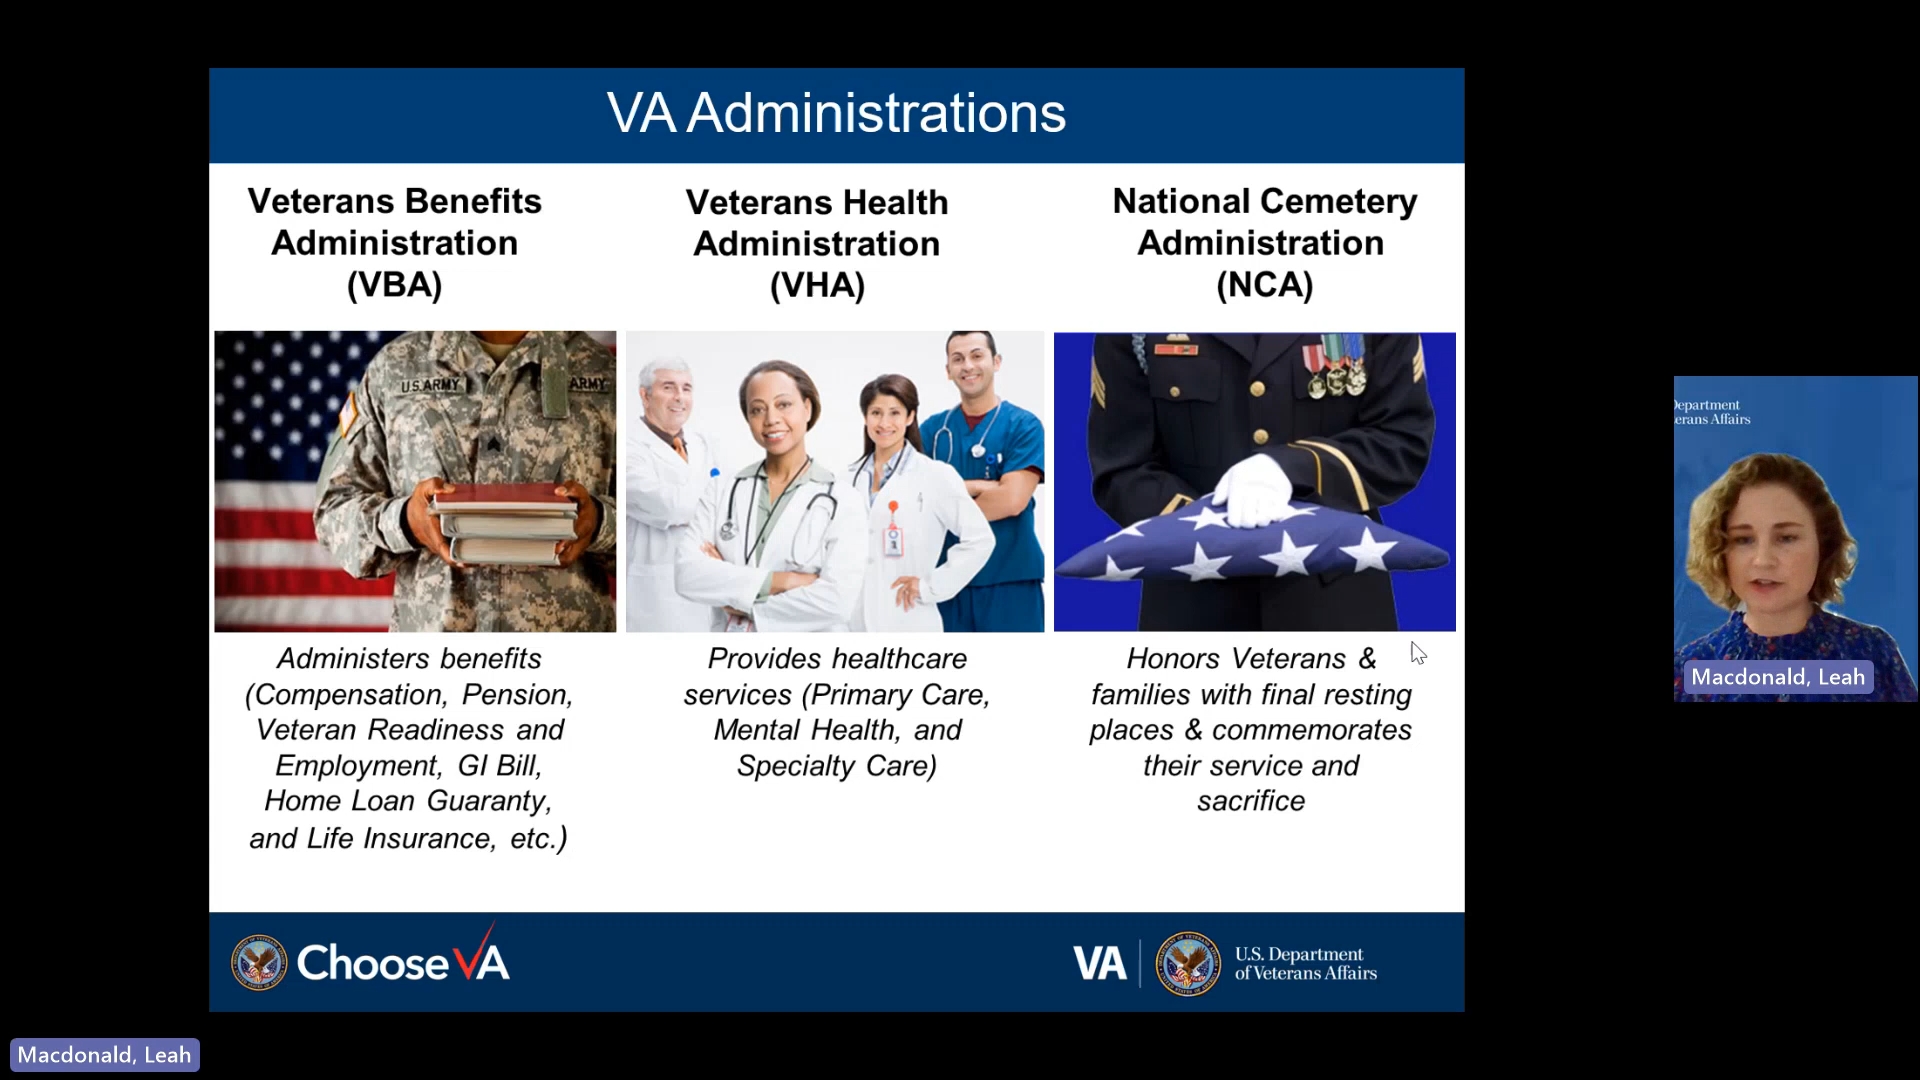 VA Administrations
Veterans Benefits
Administration
(VBA)
Veterans Health
Administration
(VHA)
National Cemetery
Administration
(NCA)
U.S. ARMY
ARMY
Administers benefits
(Compensation, Pension,
Veteran Readiness and
Employment, GI Bill,
Home Loan Guaranty,
and Life Insurance, etc.)
Provides healthcare
services (Primary Care,
Mental Health, and
Specialty Care)
Honors Veterans &
families with final resting
places & commemorates
their service and
sacrifice
Choose VA
VA
U.S. Department
of Veterans Affairs
Department
erans Affairs
Macdonald, Leah
Macdonald, Leah